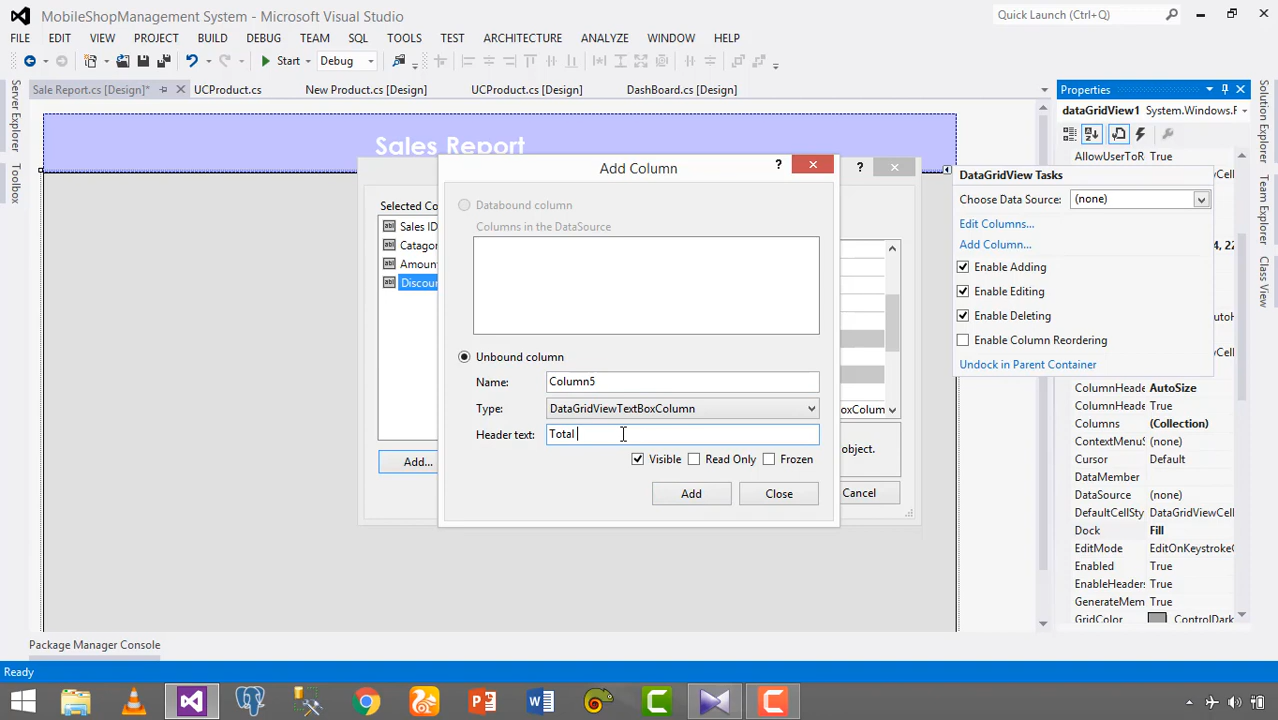 MobileShopManagement System - Microsoft Visual Studio
Quick Launch (Ctrl+Q)
FILE EDIT VIEW PROJECT BUILD DEBUG TEAM SQL TOOLS TEST ARCHITECTURE ANALYZE WINDOW HELP
Start Debug
Sale Report.cs [Design]* UCProduct.cs New Product.cs [Design] UCProduct.cs [Design] DashBoard.cs [Design]
Properties
Server Explorer
Toolbox
Solution Explorer
Team Explorer
Class View
dataGridView1 System.Windows.F
AllowUserToR True
Sales Report
Add Column
?
?
DataGridView Tasks
Choose Data Source: (none)
Edit Columns...
Add Column...
Enable Adding
Enable Editing
Enable Deleting
Enable Column Reordering
Undock in Parent Container
Selected Co
Sales ID
Catago
Amoun
Discou
Add...
Databound column
Columns in the DataSource
Unbound column
Name: Column5
Type: DataGridViewTextBoxColumn
Header text: Total
Visible Read Only Frozen
Add Close
oxColum
object.
Cancel
ColumnHeade AutoSize
ColumnHeade True
Columns (Collection)
ContextMenuS
Cursor Default
DataMember
DataSource (none)
DefaultCellStyl DataGridViewCel
Dock Fill
EditMode EditOnKeystroke
Enabled True
EnableHeaders True
GenerateMem True
GridColor ControlDark
Package Manager Console
Ready